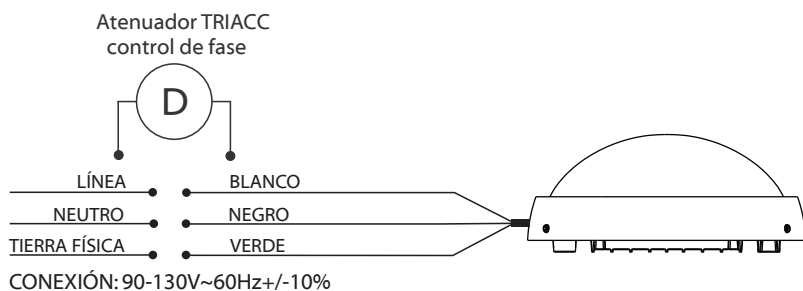 Atenuador TRIACC
control de fase
D
LÍNEA BLANCO
NEUTRO NEGRO
TIERRA FÍSICA VERDE
CONEXIÓN: 90-130V~60Hz+/-10%